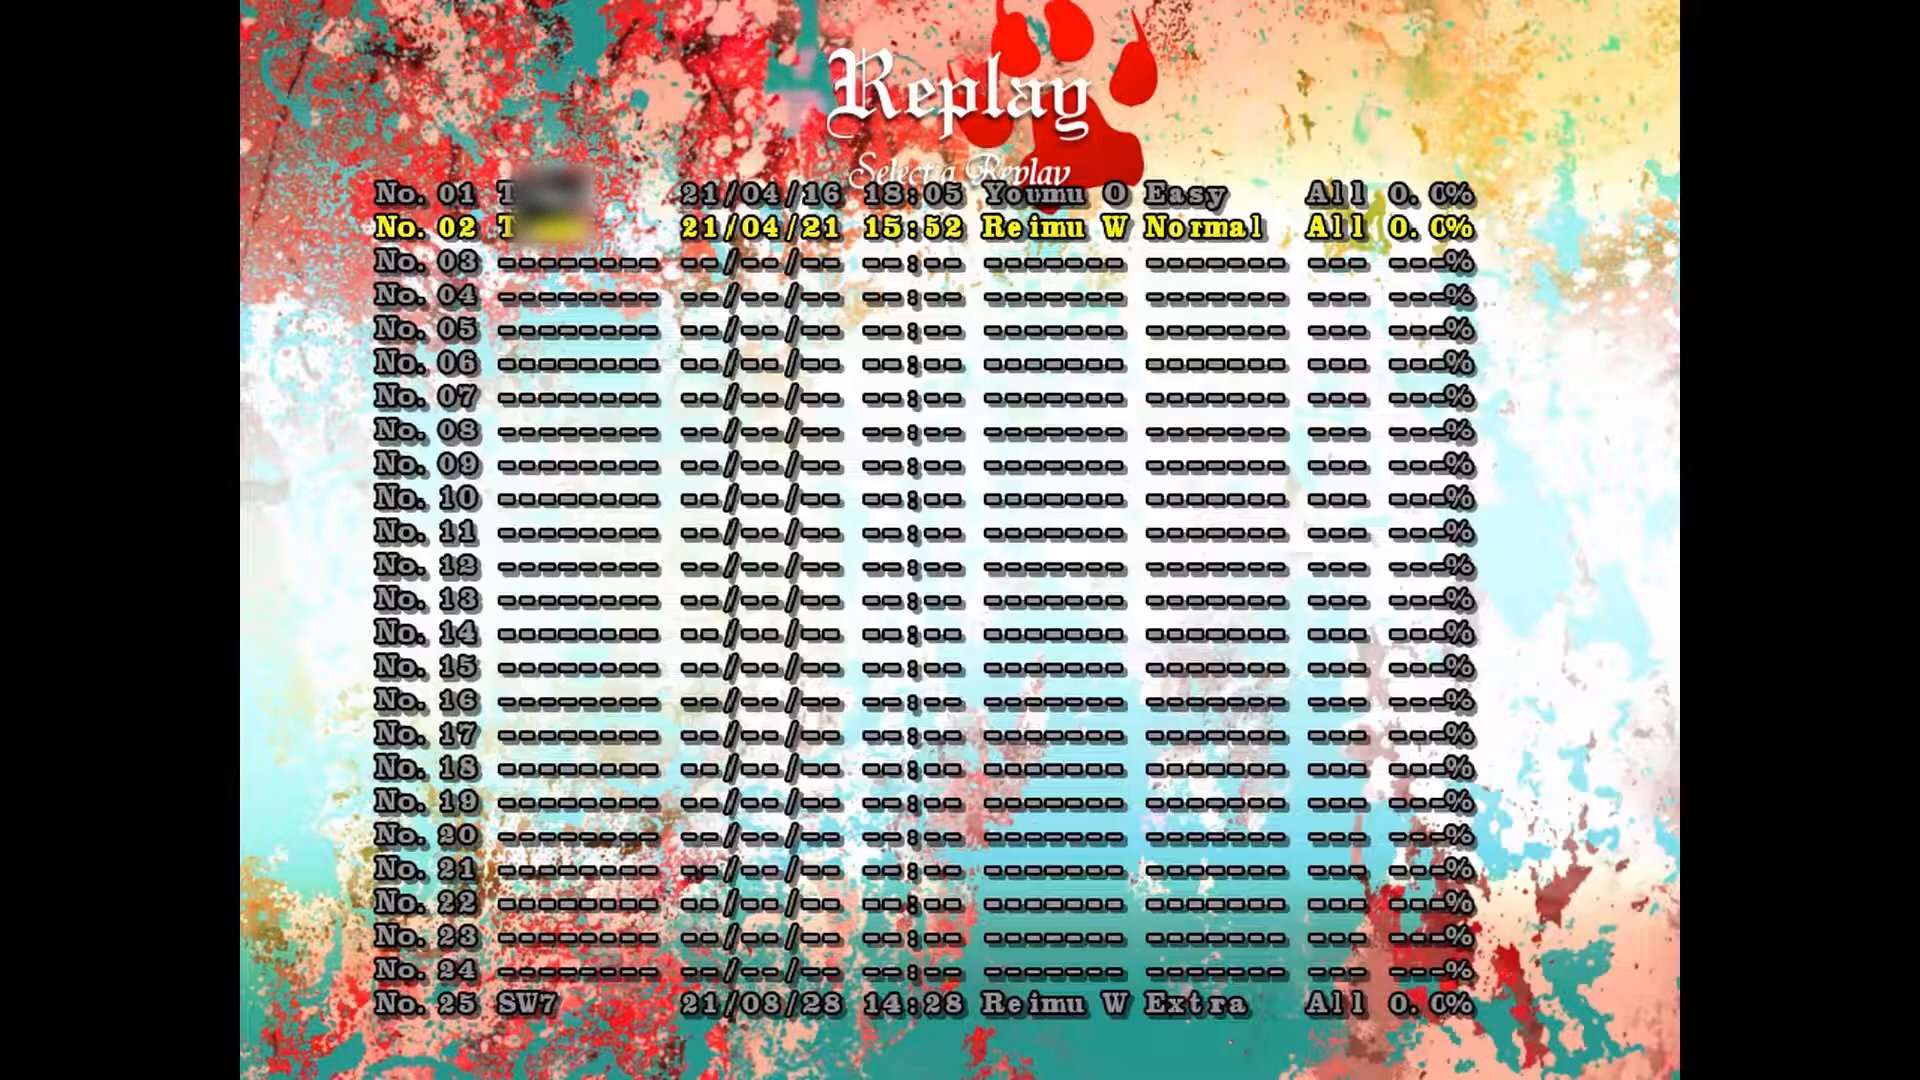 Replay
Select a Replay
No. 01 T 21/04/16 18:05 Youmu O Easy All 0.0%
No. 02 T 21/04/21 15:52 Reimu W Normal All 0.0%
No. 03 -------- --/--/-- --:-- ------- ------- --- ---%
No. 04 -------- --/--/-- --:-- ------- ------- --- ---%
No. 05 -------- --/--/-- --:-- ------- ------- --- ---%
No. 06 -------- --/--/-- --:-- ------- ------- --- ---%
No. 07 -------- --/--/-- --:-- ------- ------- --- ---%
No. 08 -------- --/--/-- --:-- ------- ------- --- ---%
No. 09 -------- --/--/-- --:-- ------- ------- --- ---%
No. 10 -------- --/--/-- --:-- ------- ------- --- ---%
No. 11 -------- --/--/-- --:-- ------- ------- --- ---%
No. 12 -------- --/--/-- --:-- ------- ------- --- ---%
No. 13 -------- --/--/-- --:-- ------- ------- --- ---%
No. 14 -------- --/--/-- --:-- ------- ------- --- ---%
No. 15 -------- --/--/-- --:-- ------- ------- --- ---%
No. 16 -------- --/--/-- --:-- ------- ------- --- ---%
No. 17 -------- --/--/-- --:-- ------- ------- --- ---%
No. 18 -------- --/--/-- --:-- ------- ------- --- ---%
No. 19 -------- --/--/-- --:-- ------- ------- --- ---%
No. 20 -------- --/--/-- --:-- ------- ------- --- ---%
No. 21 -------- --/--/-- --:-- ------- ------- --- ---%
No. 22 -------- --/--/-- --:-- ------- ------- --- ---%
No. 23 -------- --/--/-- --:-- ------- ------- --- ---%
No. 24 -------- --/--/-- --:-- ------- ------- --- ---%
No. 25 SW7 21/08/28 14:28 Reimu W Extra All 0.0%